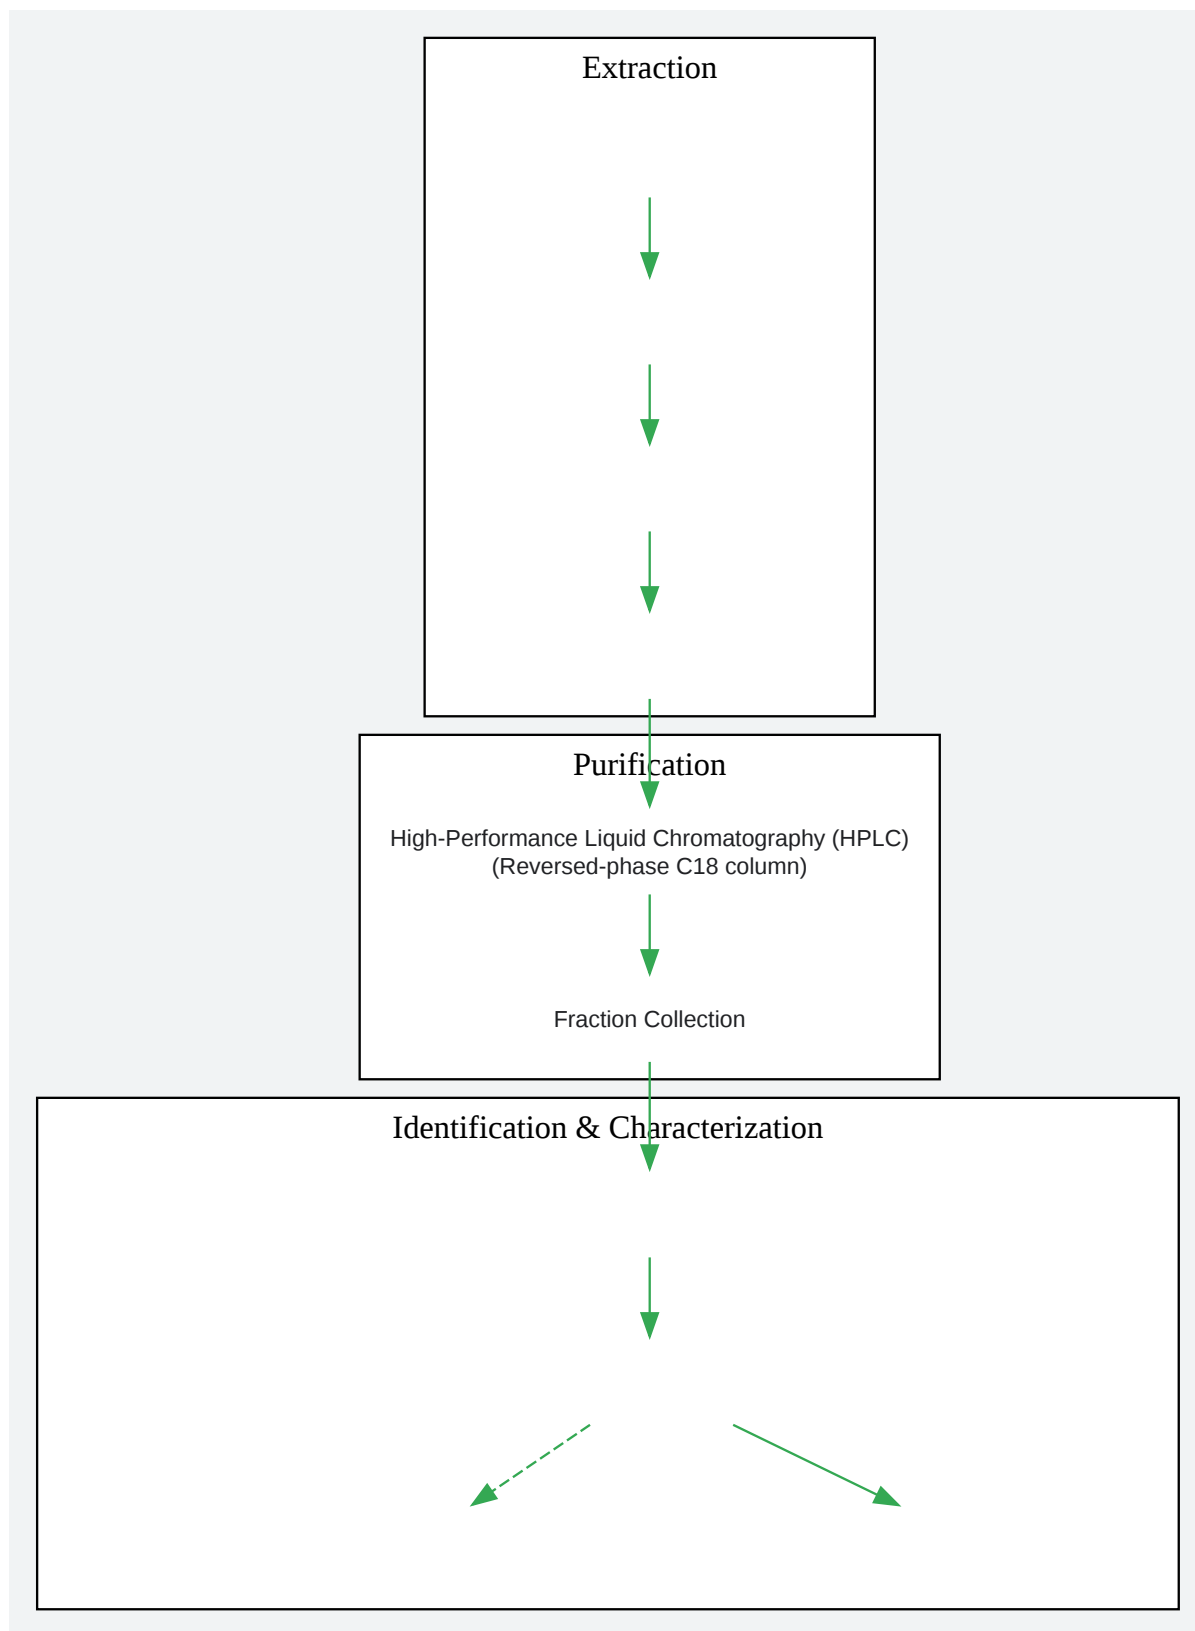 Extraction
Purification
High-Performance Liquid Chromatography (HPLC)
(Reversed-phase C18 column)
Fraction Collection
Identification & Characterization